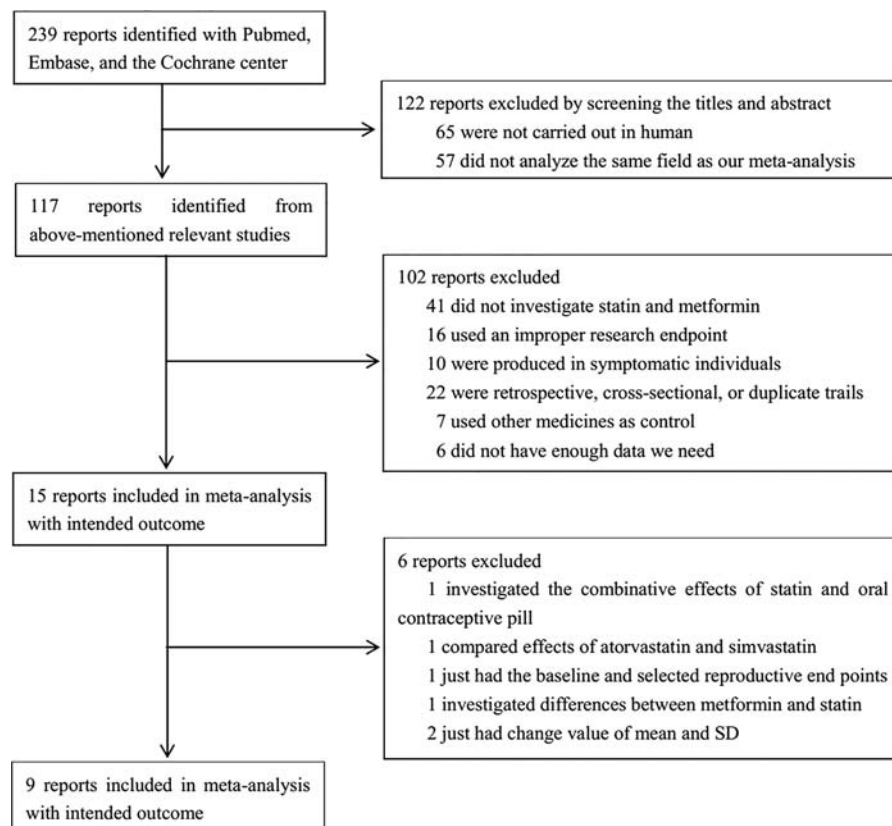 239 reports identified with Pubmed,
Embase, and the Cochrane center
122 reports excluded by screening the titles and abstract
65 were not carried out in human
57 did not analyze the same field as our meta-analysis
117 reports identified from
above-mentioned relevant studies
102 reports excluded
41 did not investigate statin and metformin
16 used an improper research endpoint
10 were produced in symptomatic individuals
22 were retrospective, cross-sectional, or duplicate trails
7 used other medicines as control
6 did not have enough data we need
15 reports included in meta-analysis
with intended outcome
6 reports excluded
1 investigated the combinative effects of statin and oral
contraceptive pill
1 compared effects of atorvastatin and simvastatin
1 just had the baseline and selected reproductive end points
1 investigated differences between metformin and statin
2 just had change value of mean and SD
9 reports included in meta-analysis
with intended outcome